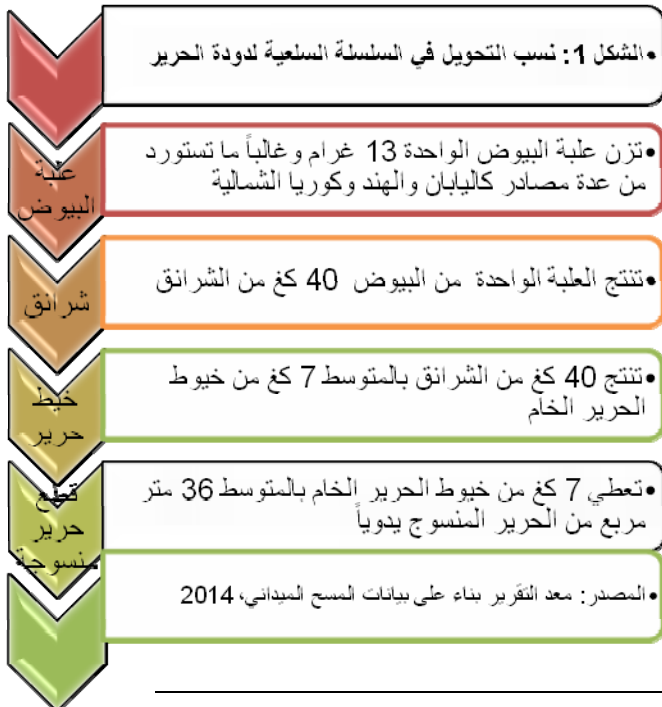 •الشكل 1: نسب التحويل في السلسلة السلعية لدودة الحرير
علبة
البيوض
•تزن علبة البيوض الواحدة 13 غرام وغالباً ما تستورد
من عدة مصادر كاليابان والهند وكوريا الشمالية
شرانق
•تنتج العلبة الواحدة من البيوض 40 كغ من الشرانق
خيط
حرير
•تنتج 40 كغ من الشرانق بالمتوسط 7 كغ من خيوط
الحرير الخام
قطع
حرير
منسوجة
•تعطي 7 كغ من خيوط الحرير الخام بالمتوسط 36 متر
مربع من الحرير المنسوج يدوياً
•المصدر: معد التقرير بناء على بيانات المسح الميداني، 2014